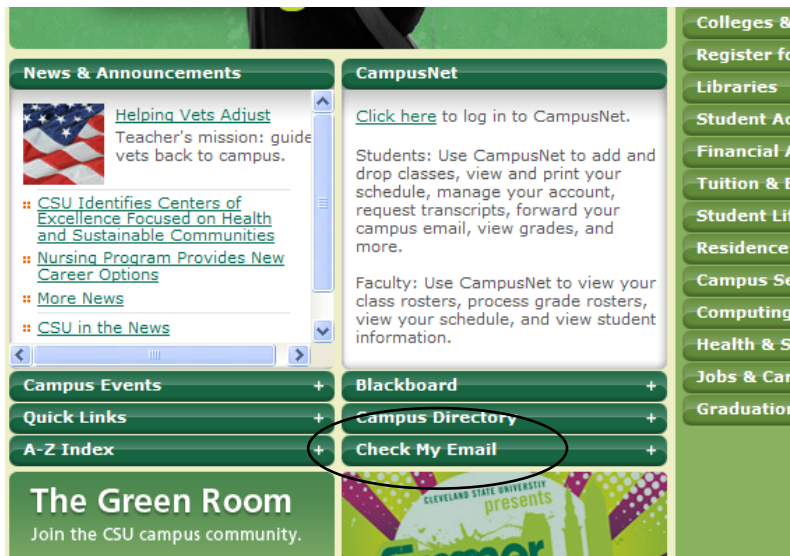 News & Announcements
Helping Vets Adjust
Teacher's mission: guide
vets back to campus.
CSU Identifies Centers of
Excellence Focused on Health
and Sustainable Communities
Nursing Program Provides New
Career Options
More News
CSU in the News
Campus Events +
Quick Links +
A-Z Index +
The Green Room
Join the CSU campus community.
CampusNet
Click here to log in to CampusNet.
Students: Use CampusNet to add and
drop classes, view and print your
schedule, manage your account,
request transcripts, forward your
campus email, view grades, and
more.
Faculty: Use CampusNet to view your
class rosters, process grade rosters,
view your schedule, and view student
information.
Blackboard +
Campus Directory +
Check My Email +
CLEVELAND STATE UNIVERSTIY
presents
Colleges &
Register
Libraries
Student
Financial
Tuition &
Student
Residence
Campus
Computing
Health &
Jobs &
Graduation